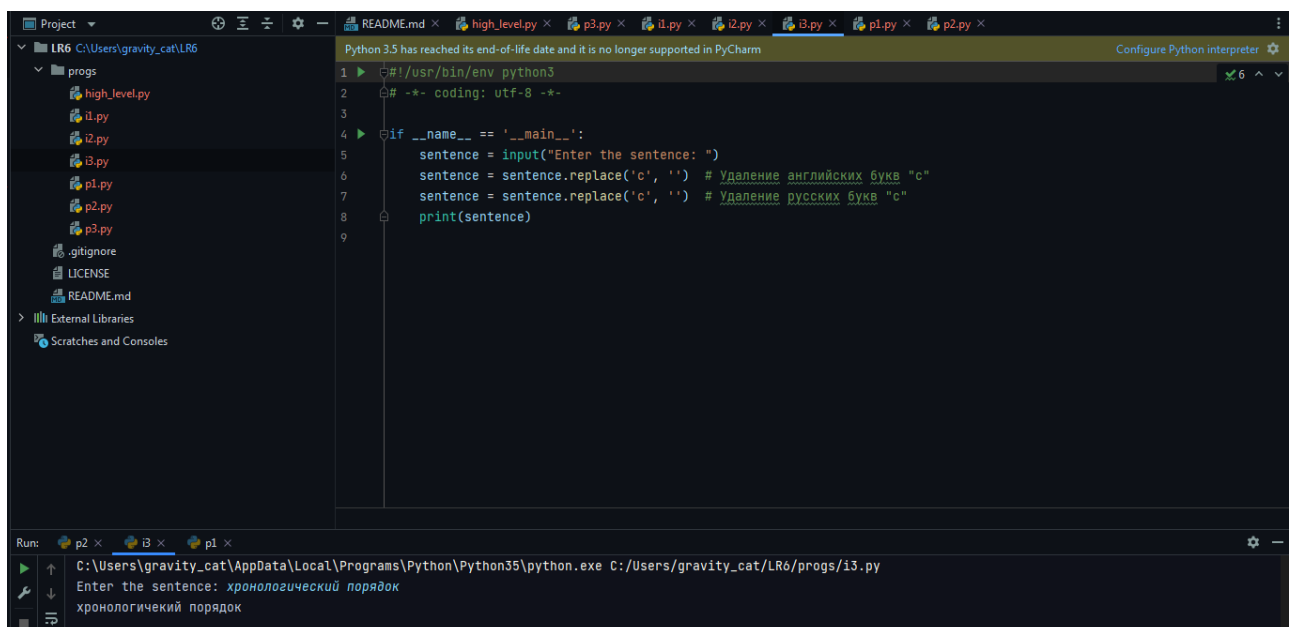 Project
README.md high_level.py p3.py i1.py i2.py i3.py p1.py p2.py
LR6 C:\Users\gravity_cat\LR6
progs
high_level.py
i1.py
i2.py
i3.py
p1.py
p2.py
p3.py
.gitignore
LICENSE
README.md
External Libraries
Scratches and Consoles
Python 3.5 has reached its end-of-life date and it is no longer supported in PyCharm Configure Python interpreter
6
1 #!/usr/bin/env python3
2 # -*- coding: utf-8 -*-
3
4 if __name__ == '__main__':
5 sentence = input("Enter the sentence: ")
6 sentence = sentence.replace('c', '') # Удаление английских букв "c"
7 sentence = sentence.replace('с', '') # Удаление русских букв "с"
8 print(sentence)
9
Run: p2 i3 p1
C:\Users\gravity_cat\AppData\Local\Programs\Python\Python35\python.exe C:/Users/gravity_cat/LR6/progs/i3.py
Enter the sentence: хронологический порядок
хронологичекий порядок